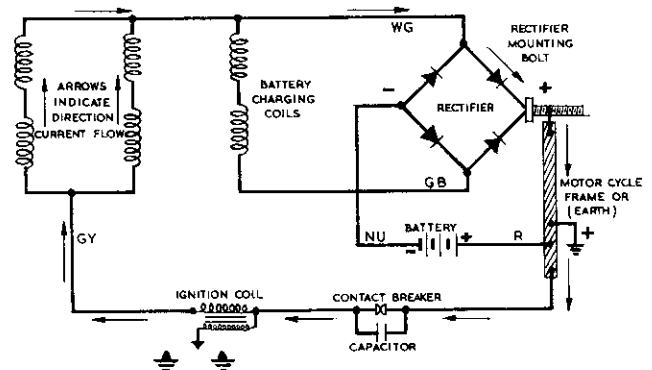 WG
RECTIFIER
MOUNTING
BOLT
ARROWS
INDICATE
DIRECTION
CURRENT FLOW
BATTERY
CHARGING
COILS
−
RECTIFIER
+
GB
MOTOR CYCLE
FRAME OR
(EARTH)
GY
NU
BATTERY
−
+
R
+
IGNITION COIL
CONTACT BREAKER
CAPACITOR